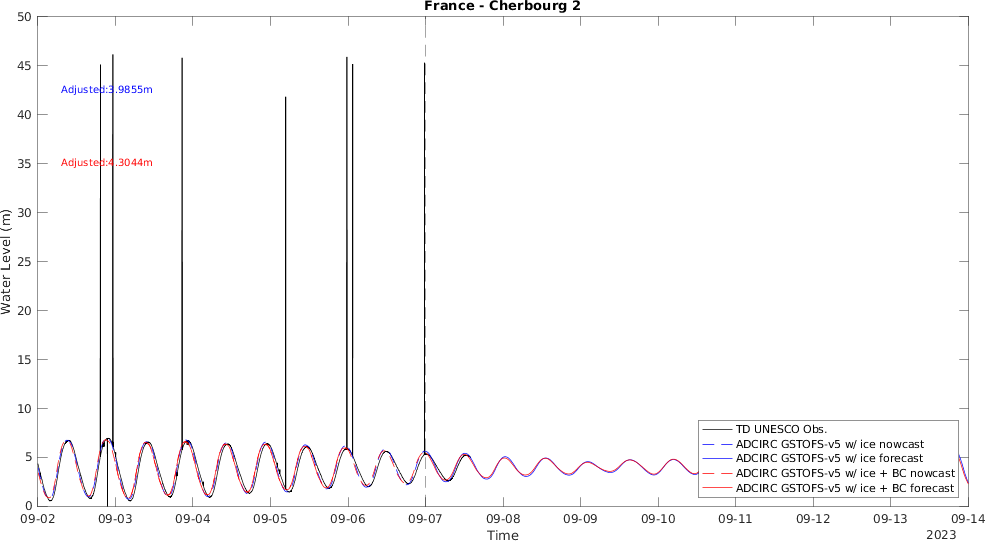 France - Cherbourg 2
50
45
40
35
30
25
20
15
10
5
0
Water Level (m)
Adjusted:3.9855m
Adjusted:4.3044m
TD UNESCO Obs.
ADCIRC GSTOFS-v5 w/ ice nowcast
ADCIRC GSTOFS-v5 w/ ice forecast
ADCIRC GSTOFS-v5 w/ ice + BC nowcast
ADCIRC GSTOFS-v5 w/ ice + BC forecast
09-02 09-03 09-04 09-05 09-06 09-07 09-08 09-09 09-10 09-11 09-12 09-13 09-14
Time
2023